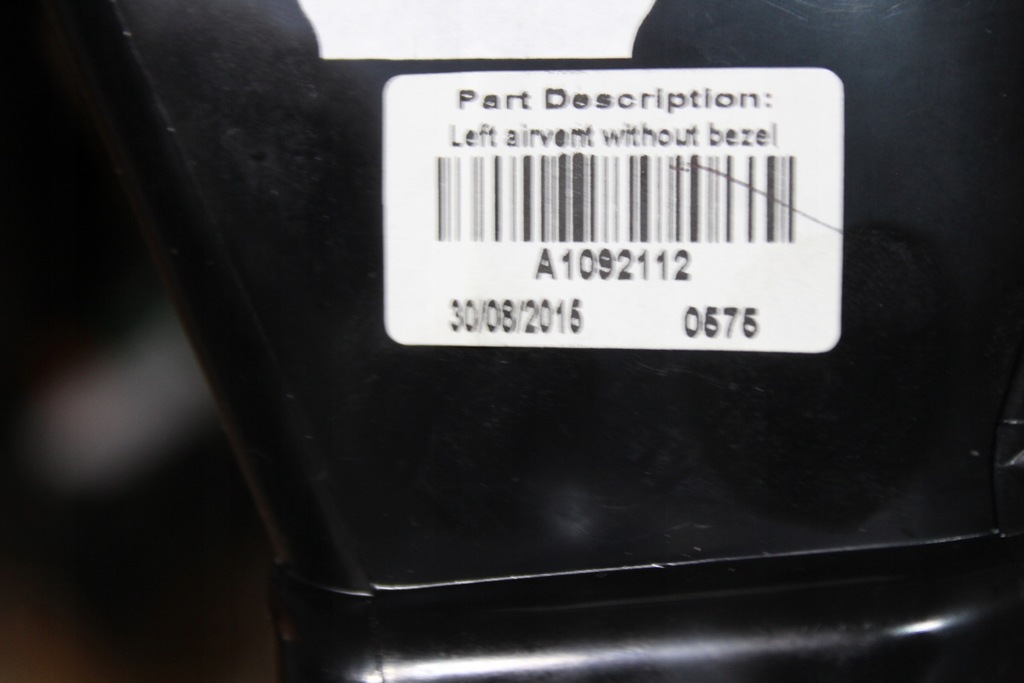 Part Description:
Left airvent without bezel
A1092112
30/08/2015 0575